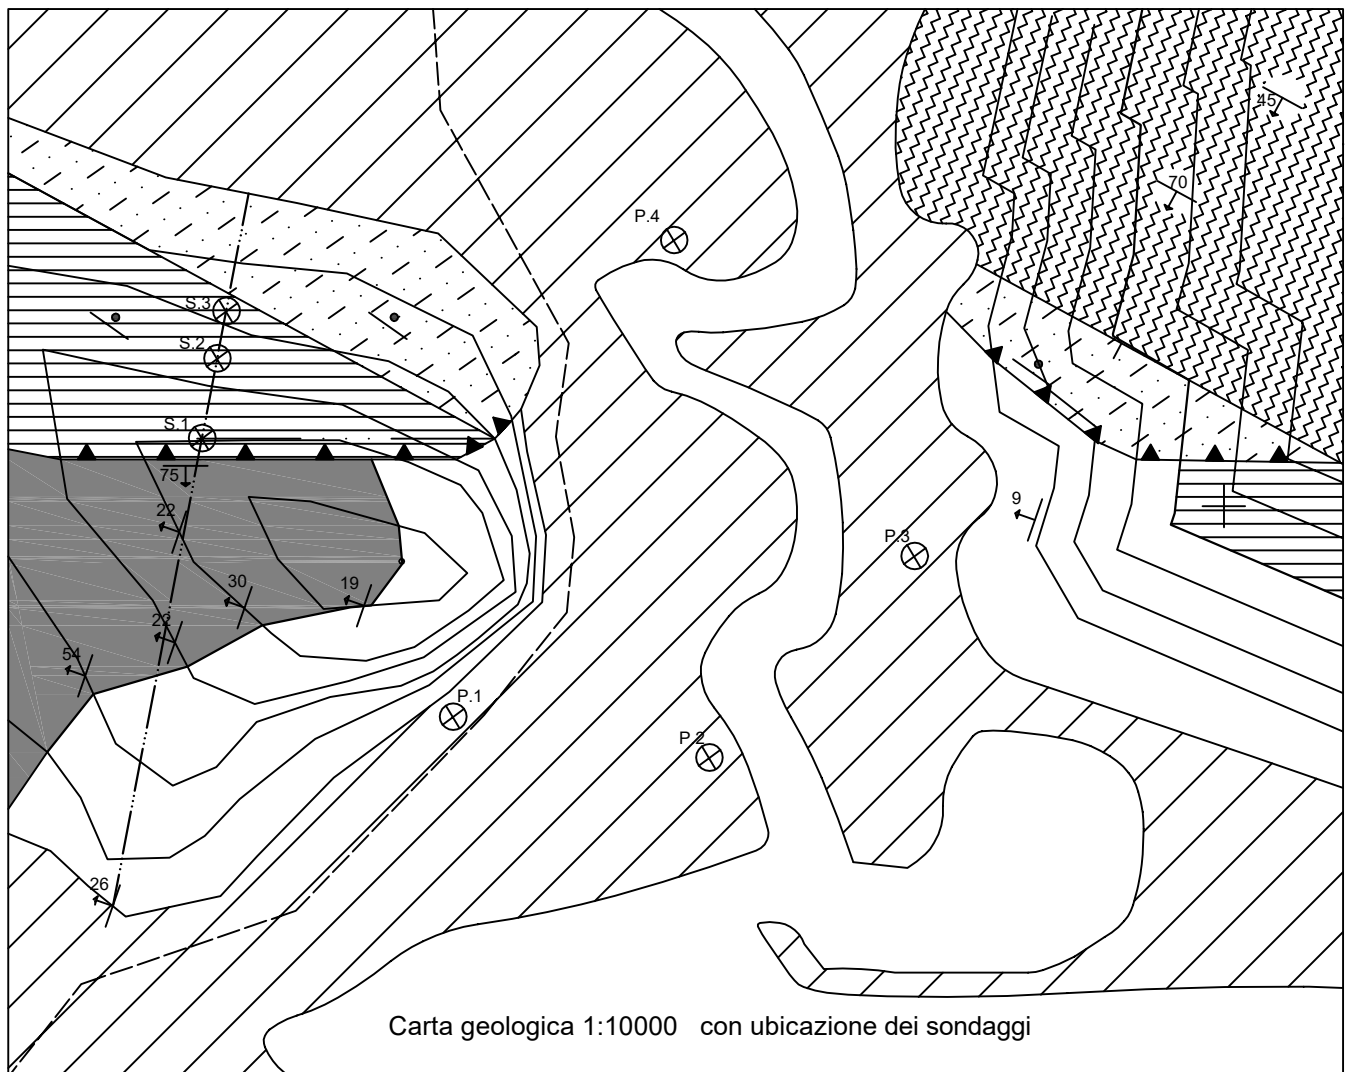 45
70
P.4
S.3
S.2
S.1
75
22
9
P.3
30
19
22
54
P.1
P.2
26
Carta geologica 1:10000 con ubicazione dei sondaggi